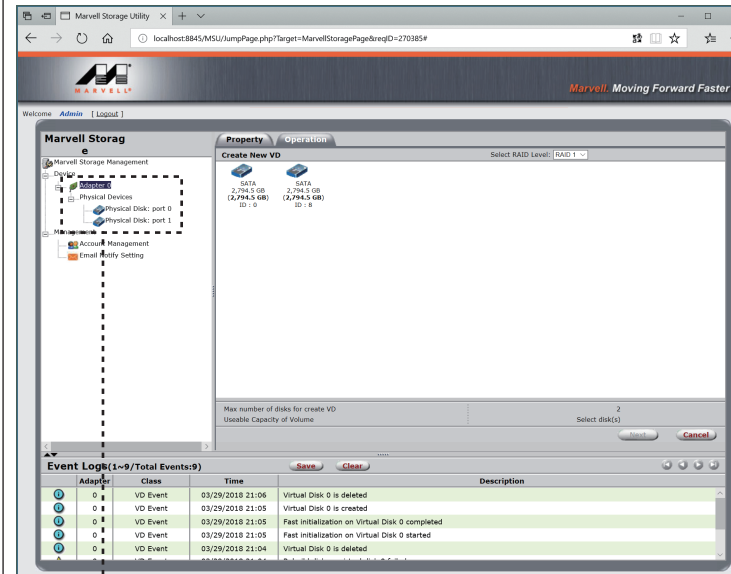 Marvell Storage Utility
localhost:8845/MSU/JumpPage.php?Target=MarvellStoragePage&reqID=270385#
MARVELL®
Marvell. Moving Forward Faster
Welcome Admin [ Logout ]
Marvell Storag
e
Marvell Storage Management
Device
Adapter 0
Physical Devices
Physical Disk: port 0
Physical Disk: port 1
Management
Account Management
Email Notify Setting
Property Operation
Create New VD Select RAID Level: RAID 1
SATA SATA
2,794.5 GB 2,794.5 GB
(2,794.5 GB) (2,794.5 GB)
ID : 0 ID : 8
Max number of disks for create VD 2
Useable Capacity of Volume Select disk(s)
Next Cancel
Event Logs(1~9/Total Events:9) Save Clear
Adapter Class Time Description
0 VD Event 03/29/2018 21:06 Virtual Disk 0 is deleted
0 VD Event 03/29/2018 21:05 Virtual Disk 0 is created
0 VD Event 03/29/2018 21:05 Fast initialization on Virtual Disk 0 completed
0 VD Event 03/29/2018 21:05 Fast initialization on Virtual Disk 0 started
0 VD Event 03/29/2018 21:04 Virtual Disk 0 is deleted